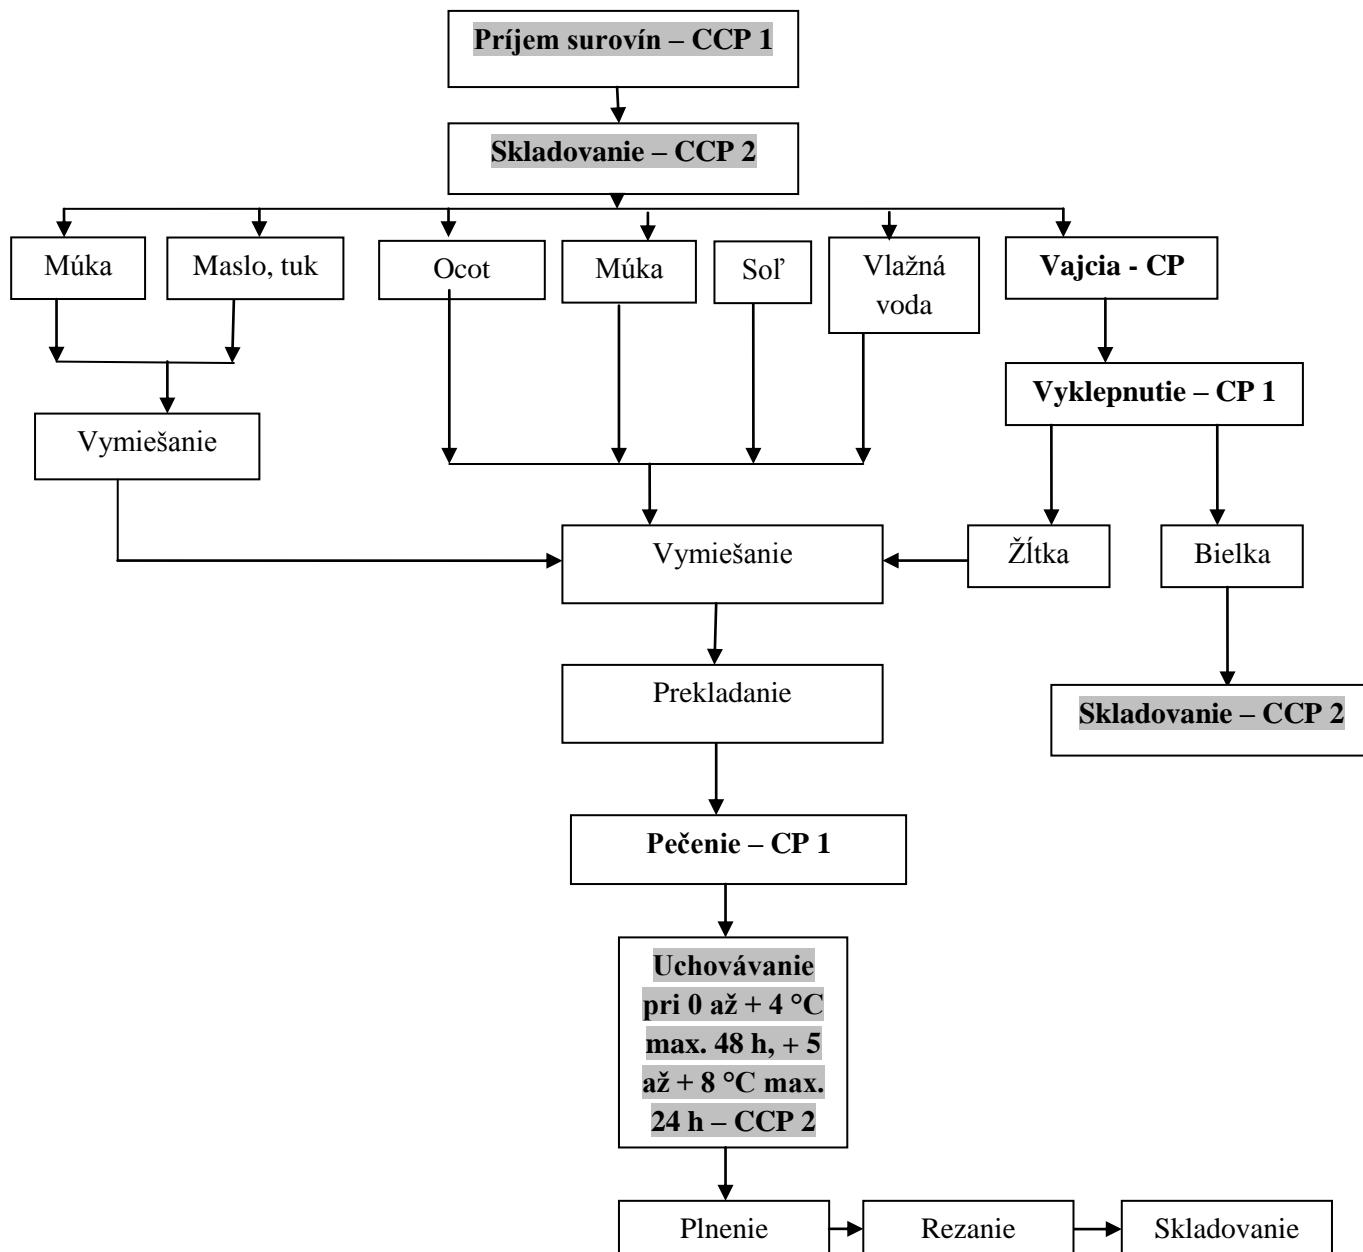 Príjem surovín – CCP 1
Skladovanie – CCP 2
Múka
Maslo, tuk
Ocot
Múka
Soľ
Vlažná
voda
Vajcia - CP
Vyklepnutie – CP 1
Vymiešanie
Vymiešanie
Žĺtka
Bielka
Prekladanie
Skladovanie – CCP 2
Pečenie – CP 1
Uchovávanie
pri 0 až + 4 °C
max. 48 h, + 5
až + 8 °C max.
24 h – CCP 2
Plnenie
Rezanie
Skladovanie